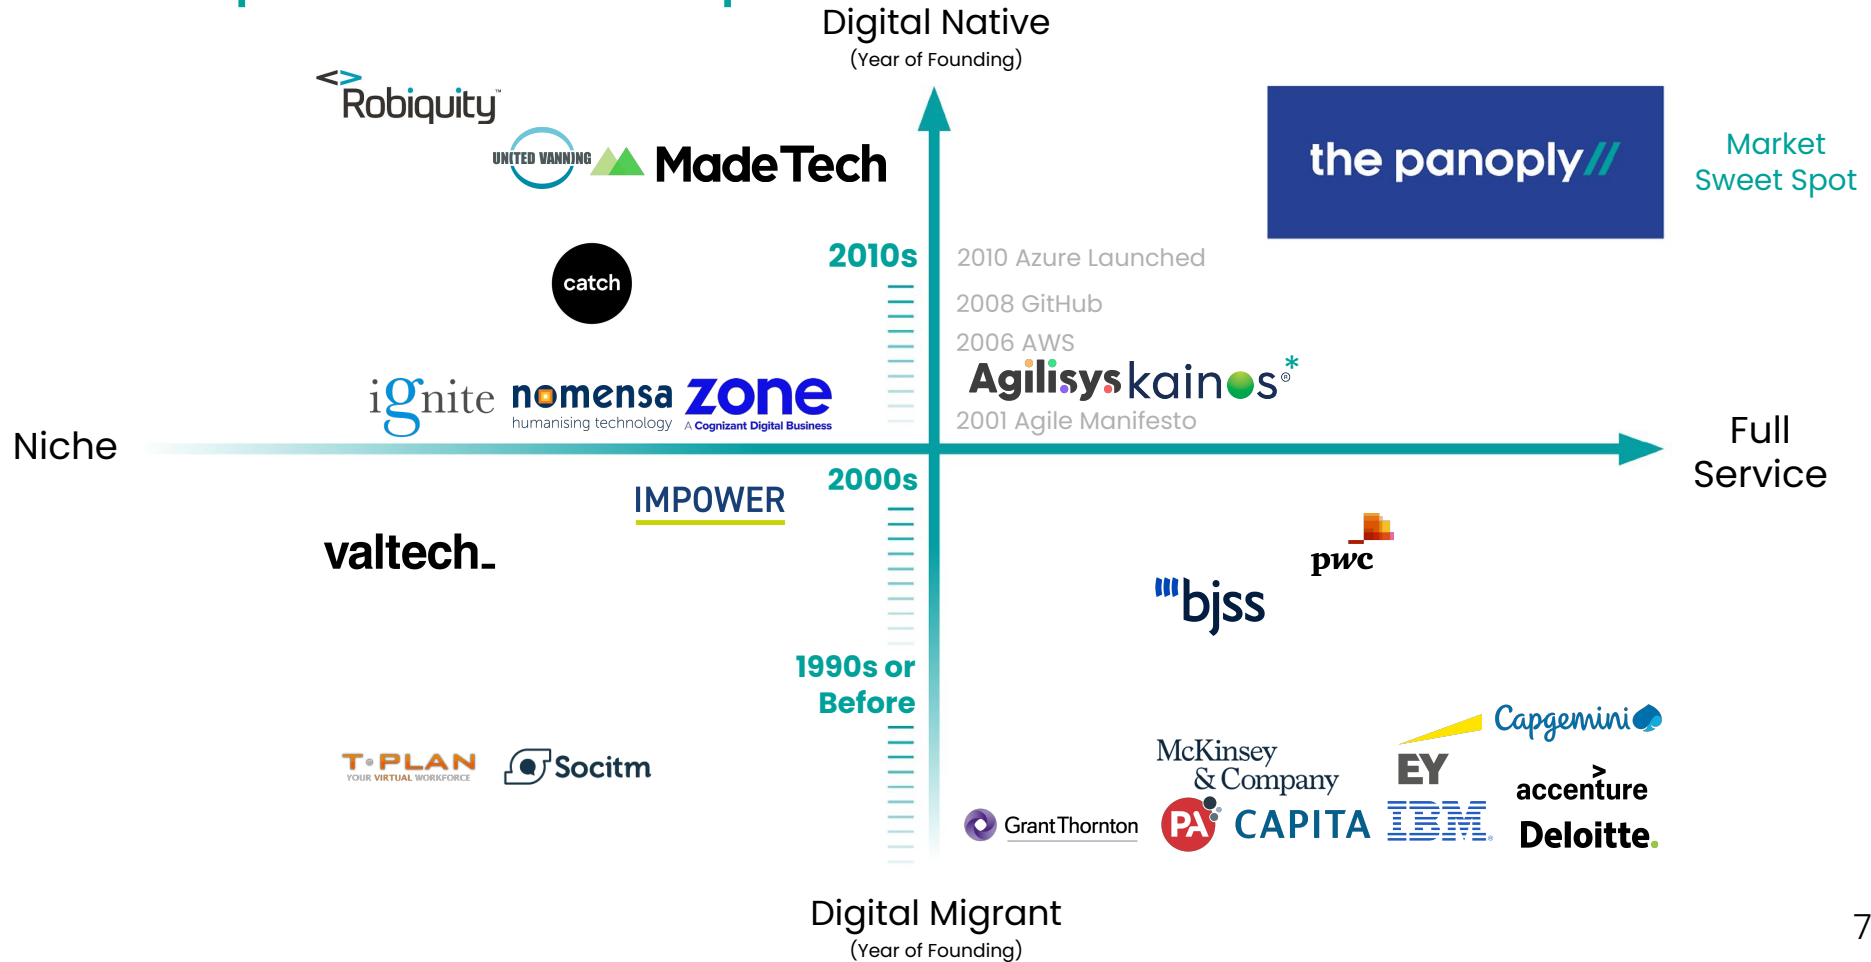 Digital Native
(Year of Founding)
<>
Robiquity™
UNITED VANNING
Made Tech
the panoply//
Market
Sweet Spot
2010s
2010 Azure Launched
catch
2008 GitHub
2006 AWS
Agilisys
kainos®*
ignite
nomensa
humanising technology
zone
A Cognizant Digital Business
2001 Agile Manifesto
Niche
Full
Service
2000s
IMPOWER
valtech_
pwc
bjss
1990s or
Before
T-PLAN
YOUR VIRTUAL WORKFORCE
Socitm
Capgemini
McKinsey
& Company
EY
accenture
Grant Thornton
PA
CAPITA
IBM®
Deloitte.
Digital Migrant
(Year of Founding)
7